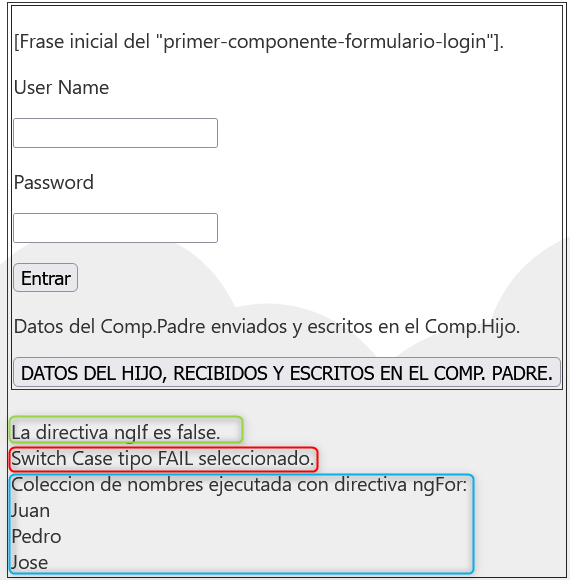 [Frase inicial del "primer-componente-formulario-login"].
User Name
Password
Entrar
Datos del Comp.Padre enviados y escritos en el Comp.Hijo.
DATOS DEL HIJO, RECIBIDOS Y ESCRITOS EN EL COMP. PADRE.
La directiva ngIf es false.
Switch Case tipo FAIL seleccionado.
Coleccion de nombres ejecutada con directiva ngFor:
Juan
Pedro
Jose